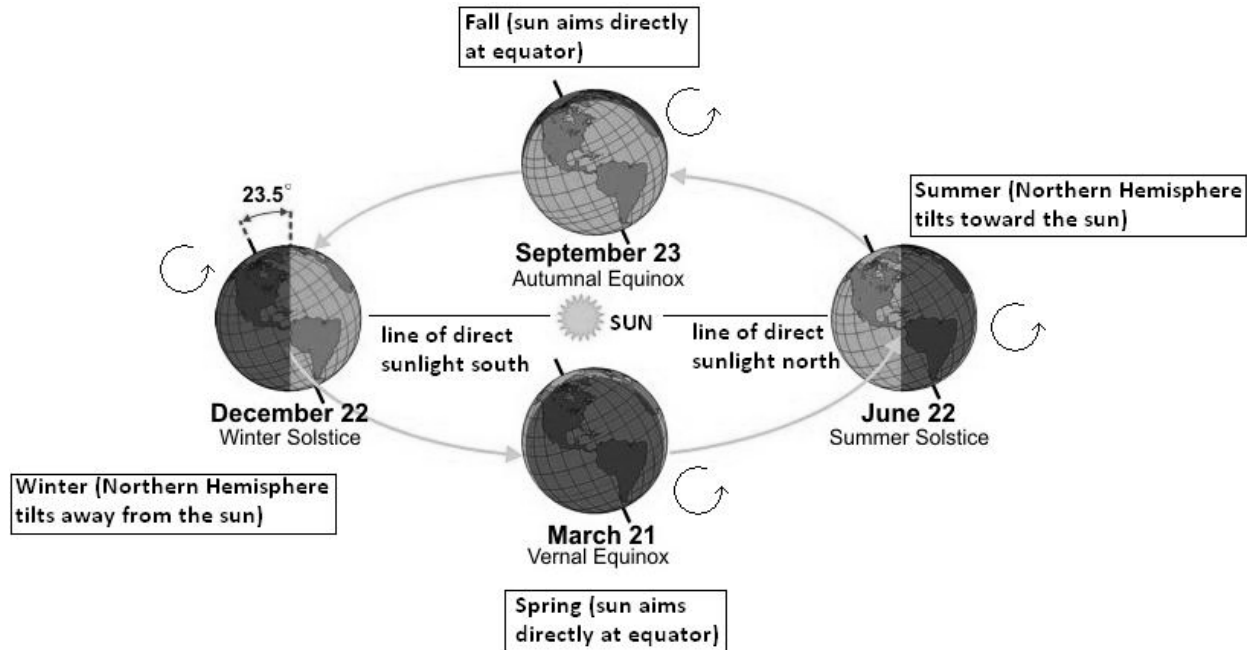 Fall (sun aims directly
at equator)
23.5°
Summer (Northern Hemisphere
tilts toward the sun)
September 23
Autumnal Equinox
SUN
line of direct
sunlight south
line of direct
sunlight north
December 22
Winter Solstice
June 22
Summer Solstice
Winter (Northern Hemisphere
tilts away from the sun)
March 21
Vernal Equinox
Spring (sun aims
directly at equator)